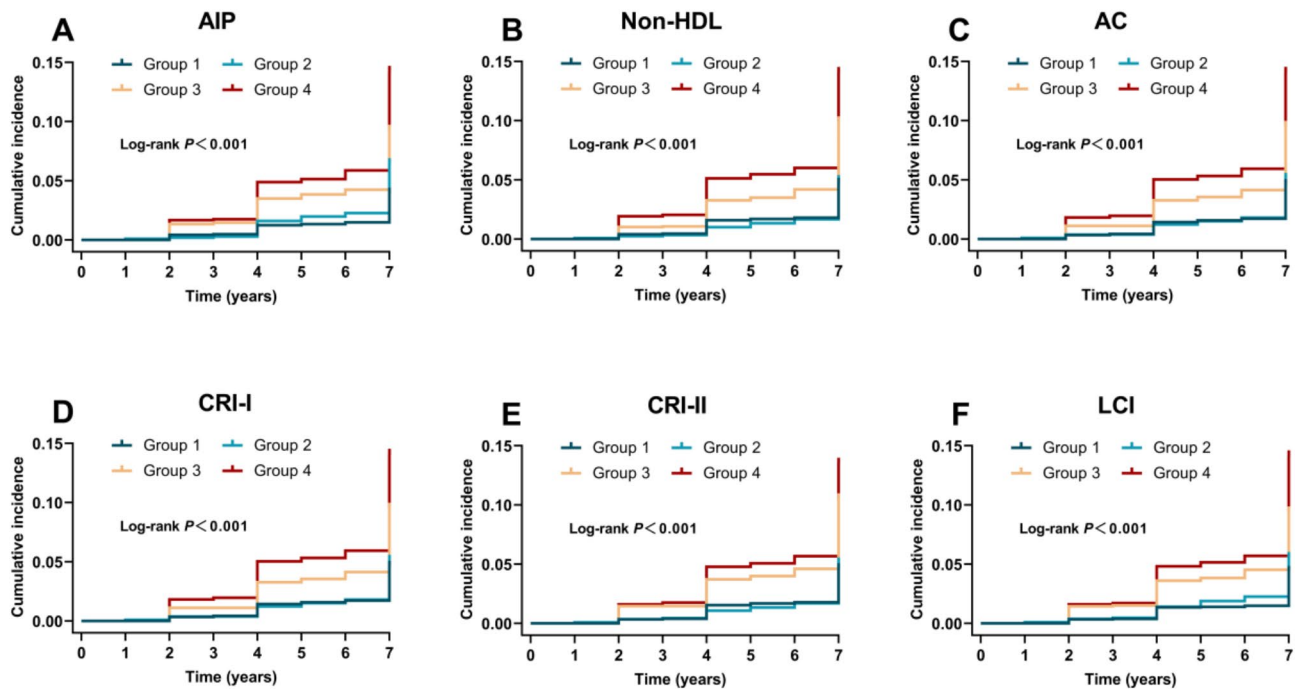 A AIP
Group 1 Group 2
Group 3 Group 4
Log-rank P<0.001
Cumulative incidence
0.15
0.10
0.05
0.00
0 1 2 3 4 5 6 7
Time (years)
B Non-HDL
Group 1 Group 2
Group 3 Group 4
Log-rank P<0.001
Cumulative incidence
0.15
0.10
0.05
0.00
0 1 2 3 4 5 6 7
Time (years)
C AC
Group 1 Group 2
Group 3 Group 4
Log-rank P<0.001
Cumulative incidence
0.15
0.10
0.05
0.00
0 1 2 3 4 5 6 7
Time (years)
D CRI-I
Group 1 Group 2
Group 3 Group 4
Log-rank P<0.001
Cumulative incidence
0.15
0.10
0.05
0.00
0 1 2 3 4 5 6 7
Time (years)
E CRI-II
Group 1 Group 2
Group 3 Group 4
Log-rank P<0.001
Cumulative incidence
0.15
0.10
0.05
0.00
0 1 2 3 4 5 6 7
Time (years)
F LCI
Group 1 Group 2
Group 3 Group 4
Log-rank P<0.001
Cumulative incidence
0.15
0.10
0.05
0.00
0 1 2 3 4 5 6 7
Time (years)